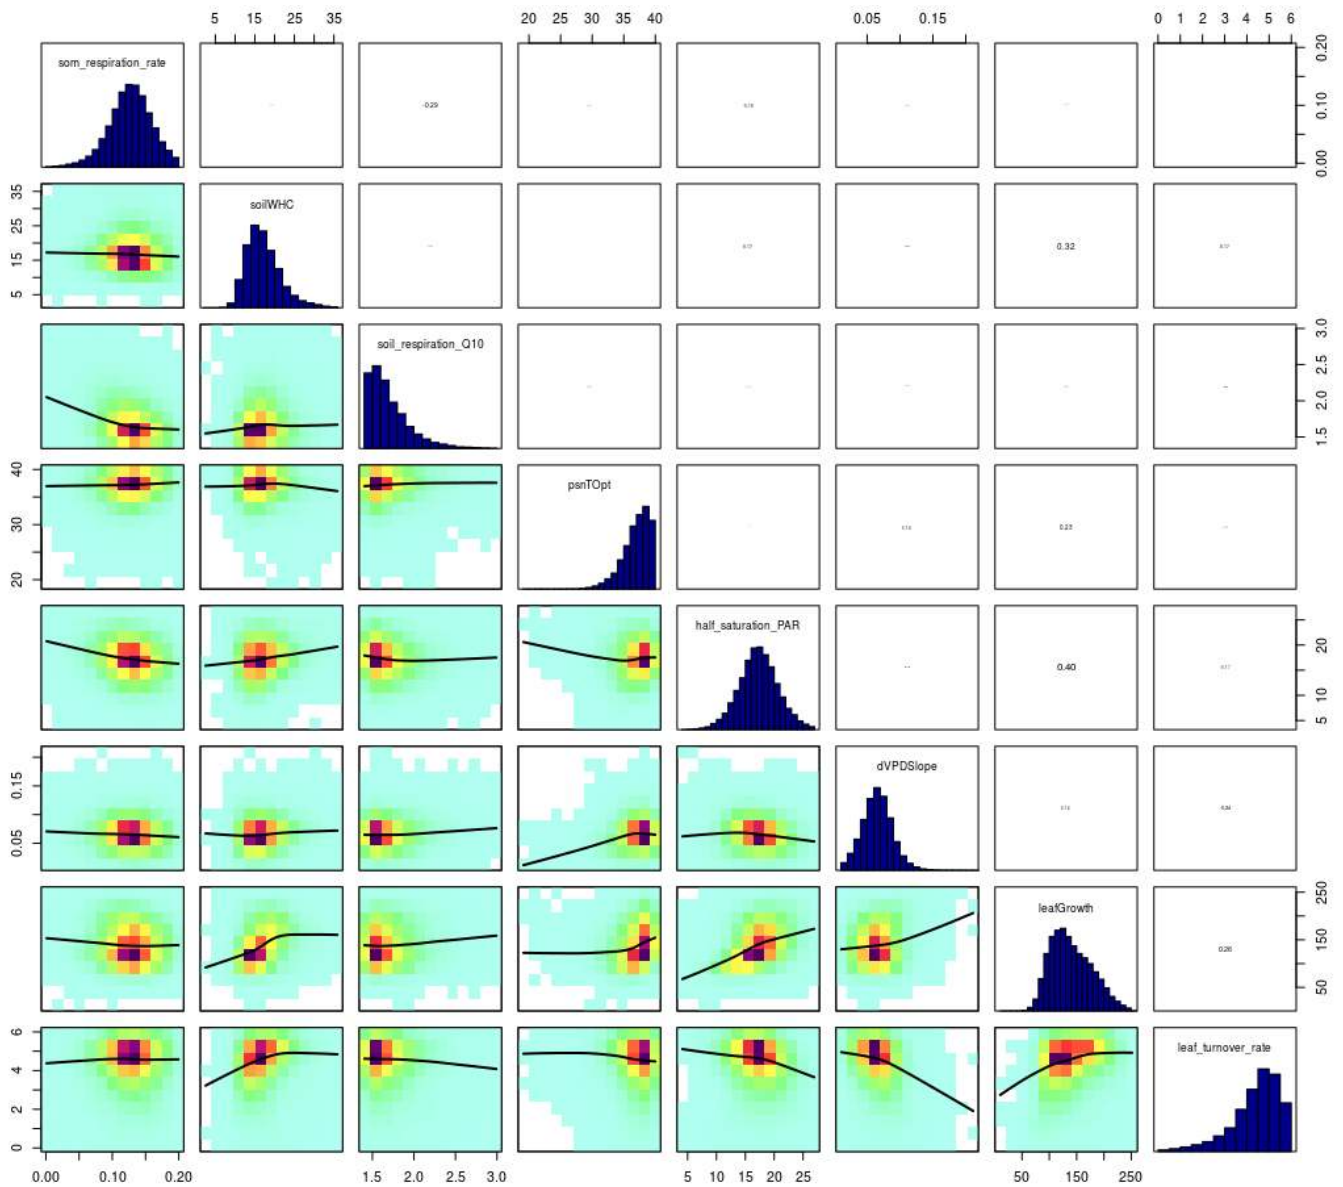 5 15 25 35 20 25 30 35 40 0.05 0.15 0 1 2 3 4 5 6
som_respiration_rate
-0.29
0.00 0.10 0.20
soilWHC
0.32
5 15 25 35
soil_respiration_Q10
1.5 2.0 2.5 3.0
psnTOpt
0.23
20 30 40
half_saturation_PAR
0.40
5 10 20
dVPDSlope
0.05 0.15
leafGrowth
0.26
50 150 250
leaf_turnover_rate
0 2 4 6
0.00 0.10 0.20 1.5 2.0 2.5 3.0 5 10 15 20 25 50 150 250